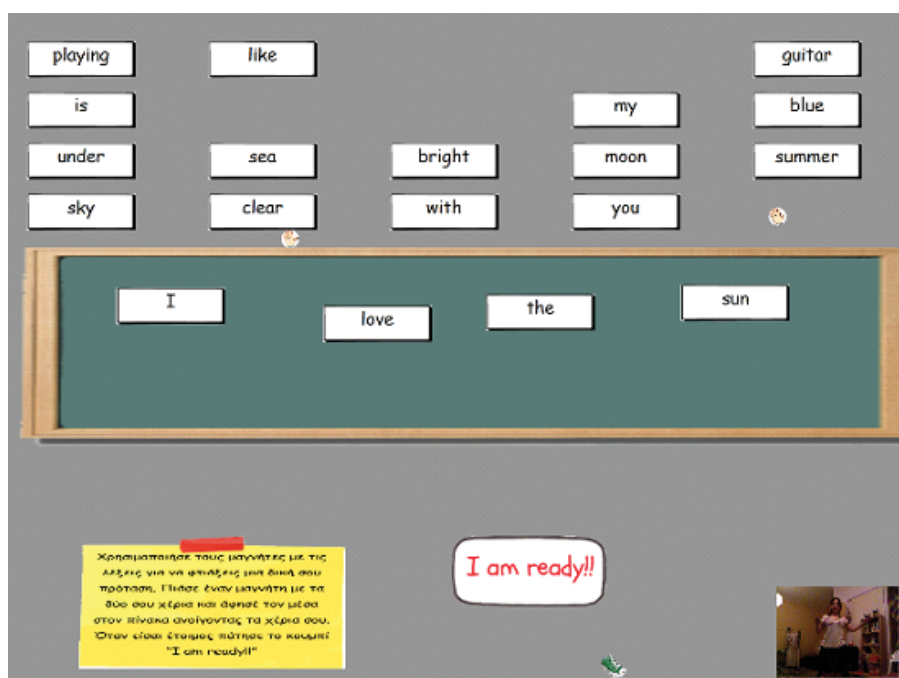 playing like guitar
is my blue
under sea bright moon summer
sky clear with you
I love the sun
Χρησιμοποιήσε τους μαγνήτες με τις
λέξεις για να φτιάξεις μια δική σου
πρόταση. Πιάσε έναν μαγνήτη με τα
δύο σου χέρια και άφησέ τον μέσα
στον πίνακα ανοίγοντας τα χέρια σου.
Όταν είσαι έτοιμος πάτησε το κουμπί
"I am ready!!"
I am ready!!